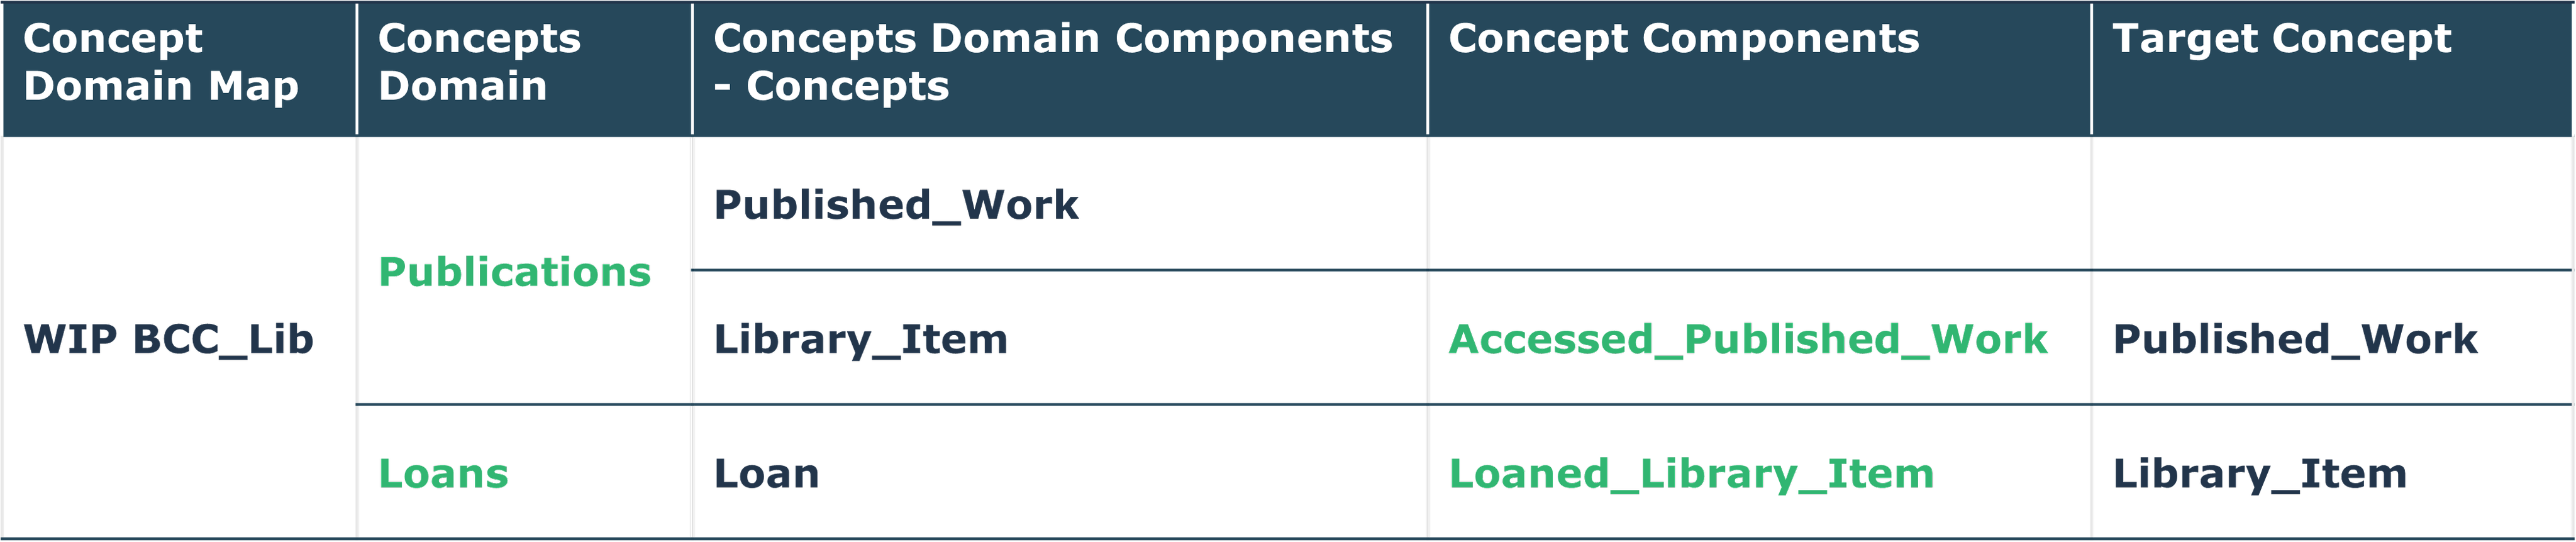 Concept Domain Map
Concepts Domain
Concepts Domain Components - Concepts
Concept Components
Target Concept
WIP BCC_Lib
Publications
Published_Work
Library_Item
Accessed_Published_Work
Published_Work
Loans
Loan
Loaned_Library_Item
Library_Item